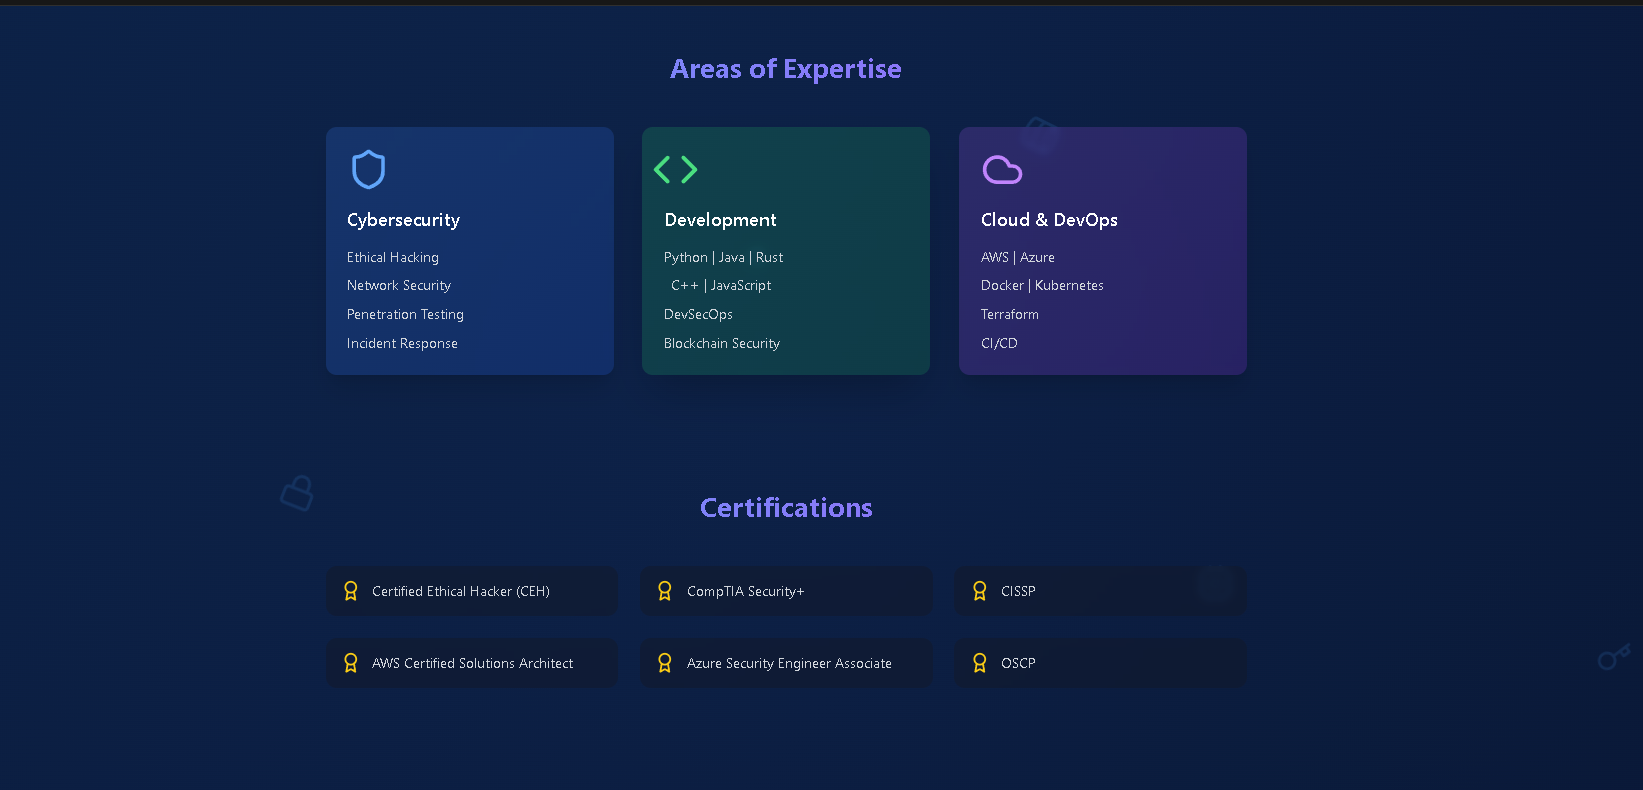 Areas of Expertise
Cybersecurity
Ethical Hacking
Network Security
Penetration Testing
Incident Response
Development
Python | Java | Rust
C++ | JavaScript
DevSecOps
Blockchain Security
Cloud & DevOps
AWS | Azure
Docker | Kubernetes
Terraform
CI/CD
Certifications
Certified Ethical Hacker (CEH)
CompTIA Security+
CISSP
AWS Certified Solutions Architect
Azure Security Engineer Associate
OSCP